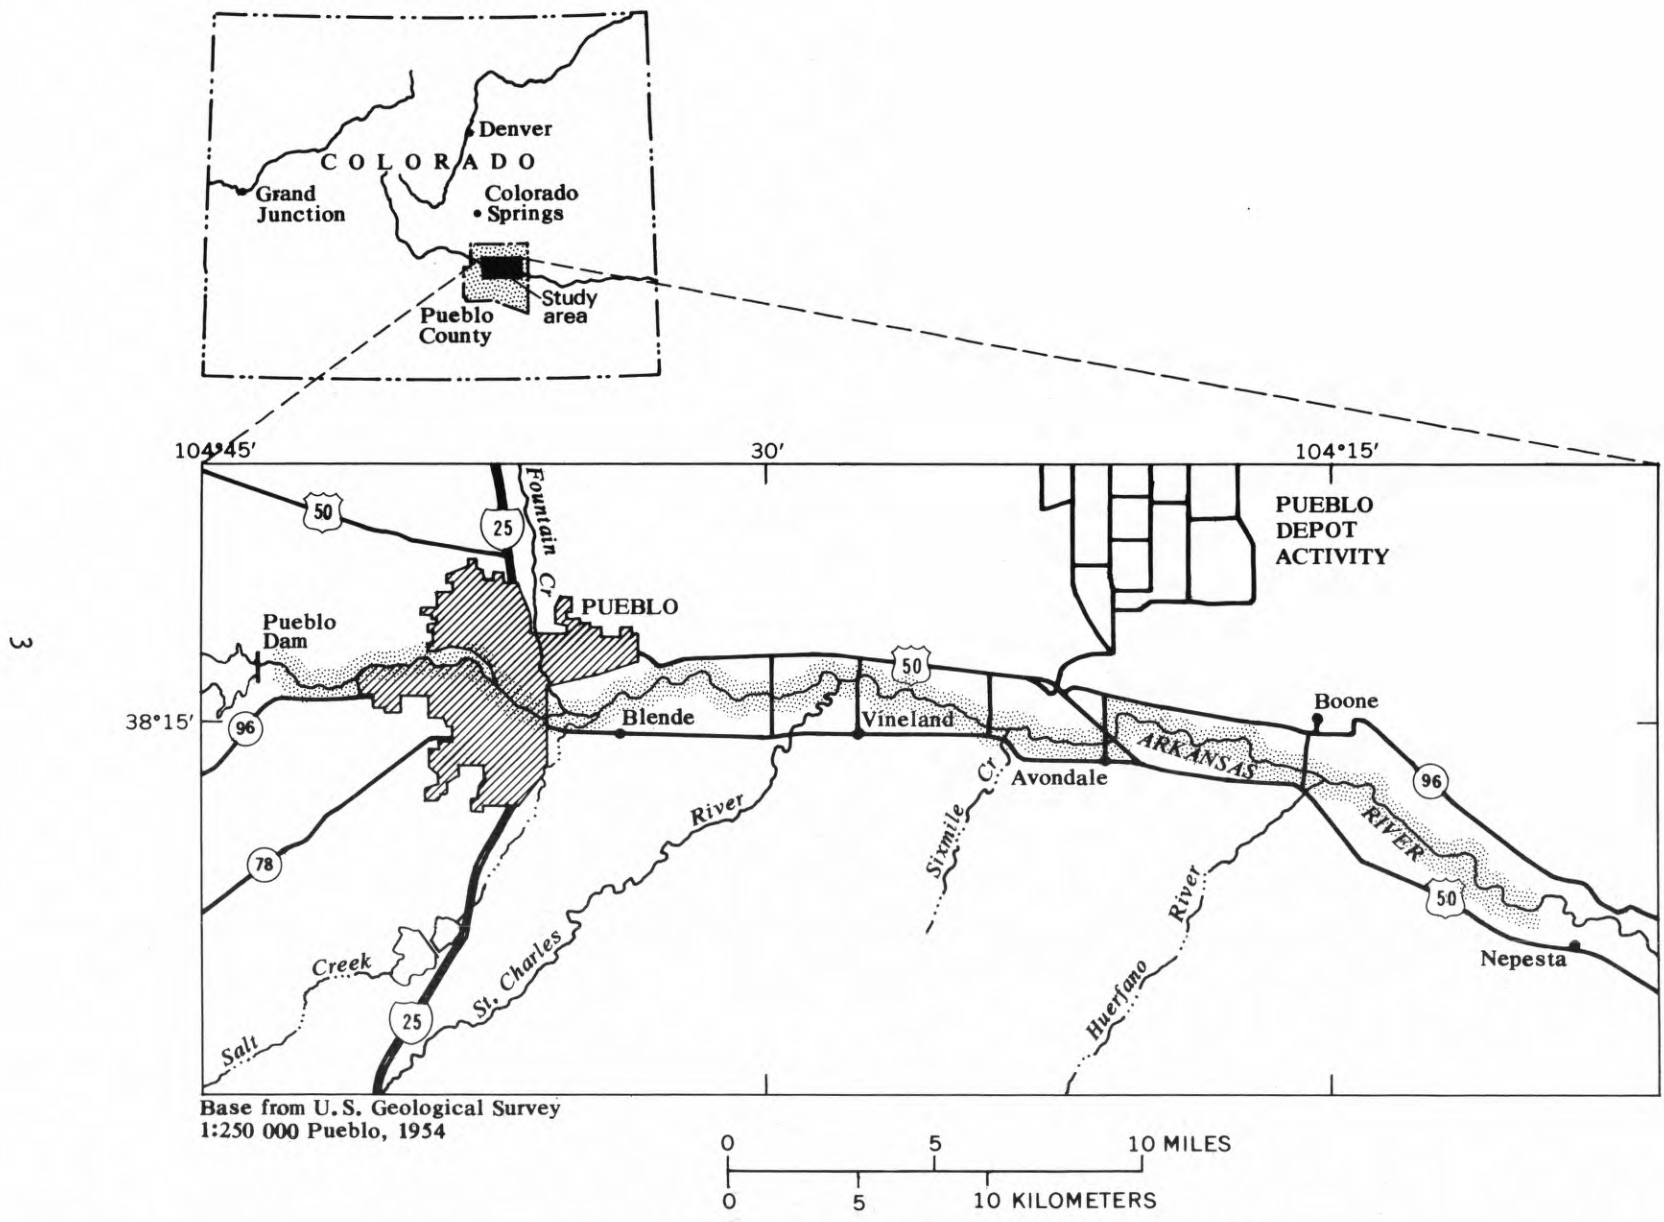 Denver
COLORADO
Grand
Junction
Colorado
Springs
Study
area
Pueblo
County
104°45′
30′
104°15′
50
25
Fountain Cr
PUEBLO
DEPOT
ACTIVITY
PUEBLO
Pueblo
Dam
3
50
Boone
38°15′
96
Blende
Vineland
ARKANSAS
Avondale
96
River
Sixmile Cr
RIVER
78
River
50
St. Charles
Creek
Nepesta
Huerfano
25
Salt
Base from U.S. Geological Survey
1:250 000 Pueblo, 1954
0 5 10 MILES
0 5 10 KILOMETERS